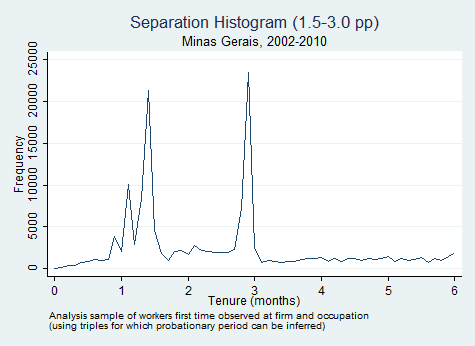 Separation Histogram (1.5-3.0 pp)
Minas Gerais, 2002-2010
Frequency
25000
20000
15000
10000
5000
0
0 1 2 3 4 5 6
Tenure (months)
Analysis sample of workers first time observed at firm and occupation
(using triples for which probationary period can be inferred)